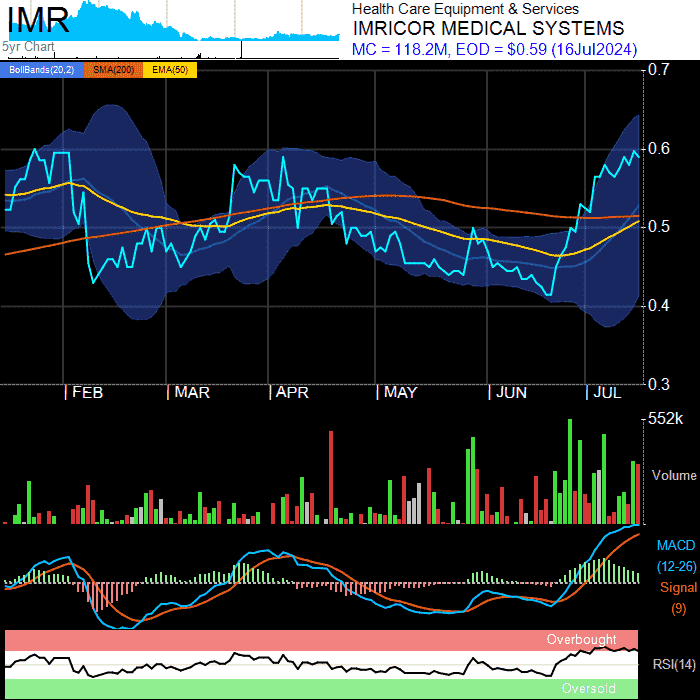 IMR
5yr Chart
Health Care Equipment & Services
IMRICOR MEDICAL SYSTEMS
MC = 118.2M, EOD = $0.59 (16Jul2024)
BollBands(20,2) SMA(200) EMA(50)
0.7
0.6
0.5
0.4
0.3
| FEB | MAR | APR | MAY | JUN | JUL
552k
Volume
MACD
(12-26)
Signal
(9)
Overbought
RSI(14)
Oversold